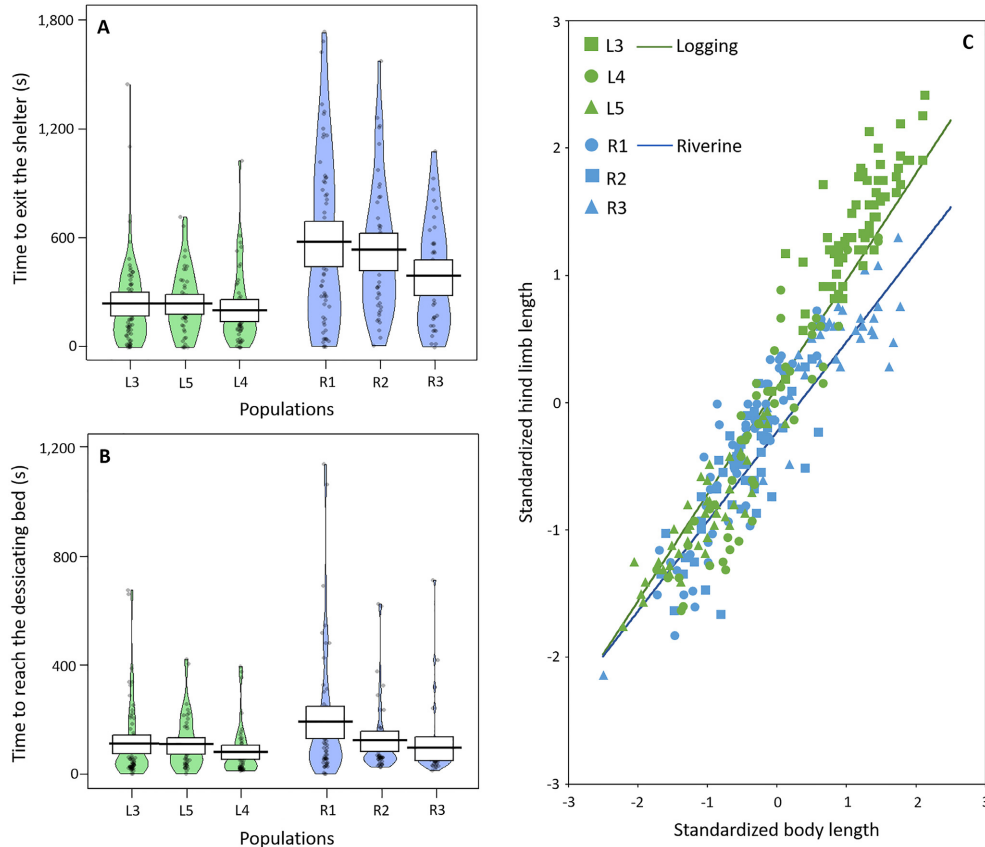 A
Time to exit the shelter (s)
1,800
1,200
600
0
L3 L5 L4 R1 R2 R3
Populations
B
Time to reach the dessicating bed (s)
1,200
800
400
0
L3 L5 L4 R1 R2 R3
Populations
C
L3 Logging
L4
L5
R1 Riverine
R2
R3
Standardized hind limb length
3
2
1
0
-1
-2
-3
-3 -2 -1 0 1 2 3
Standardized body length